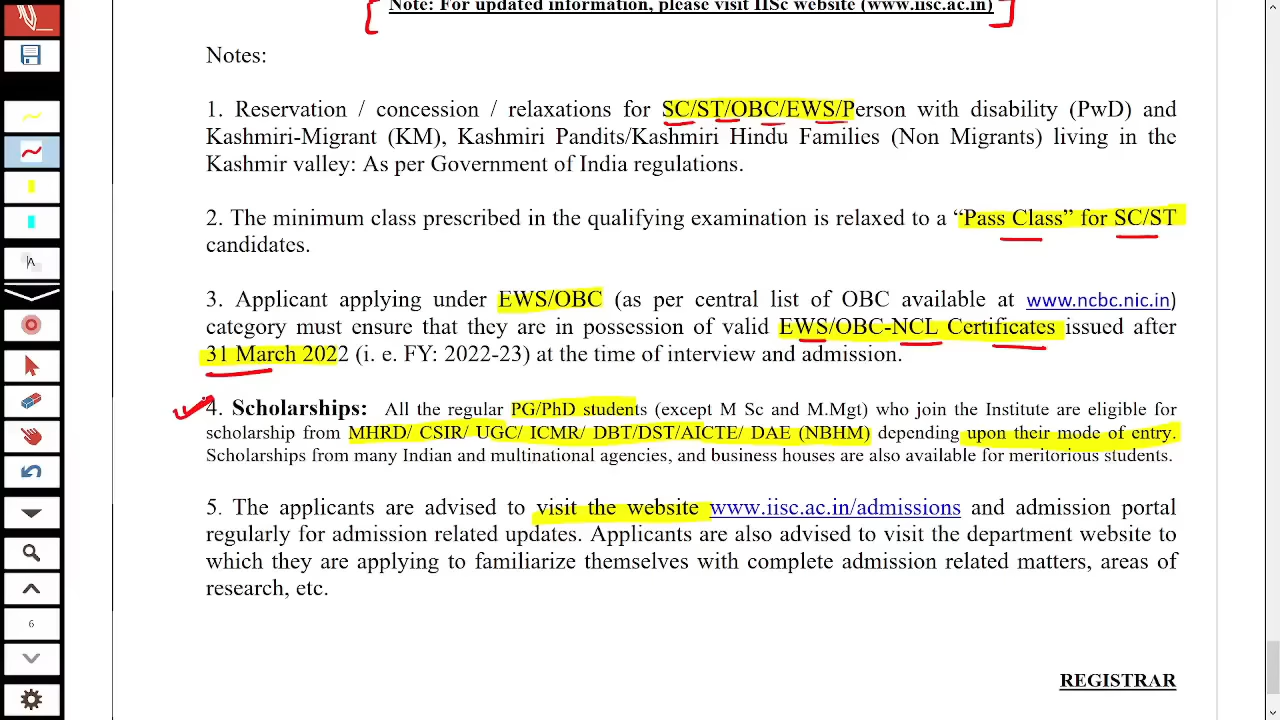 Note: For updated information, please visit IISc website (www.iisc.ac.in)
Notes:
1. Reservation / concession / relaxations for SC/ST/OBC/EWS/Person with disability (PwD) and
Kashmiri-Migrant (KM), Kashmiri Pandits/Kashmiri Hindu Families (Non Migrants) living in the
Kashmir valley: As per Government of India regulations.
2. The minimum class prescribed in the qualifying examination is relaxed to a “Pass Class” for SC/ST
candidates.
3. Applicant applying under EWS/OBC (as per central list of OBC available at www.ncbc.nic.in)
category must ensure that they are in possession of valid EWS/OBC-NCL Certificates issued after
31 March 2022 (i. e. FY: 2022-23) at the time of interview and admission.
4. Scholarships: All the regular PG/PhD students (except M Sc and M.Mgt) who join the Institute are eligible for
scholarship from MHRD/ CSIR/ UGC/ ICMR/ DBT/DST/AICTE/ DAE (NBHM) depending upon their mode of entry.
Scholarships from many Indian and multinational agencies, and business houses are also available for meritorious students.
5. The applicants are advised to visit the website www.iisc.ac.in/admissions and admission portal
regularly for admission related updates. Applicants are also advised to visit the department website to
which they are applying to familiarize themselves with complete admission related matters, areas of
research, etc.
6
REGISTRAR